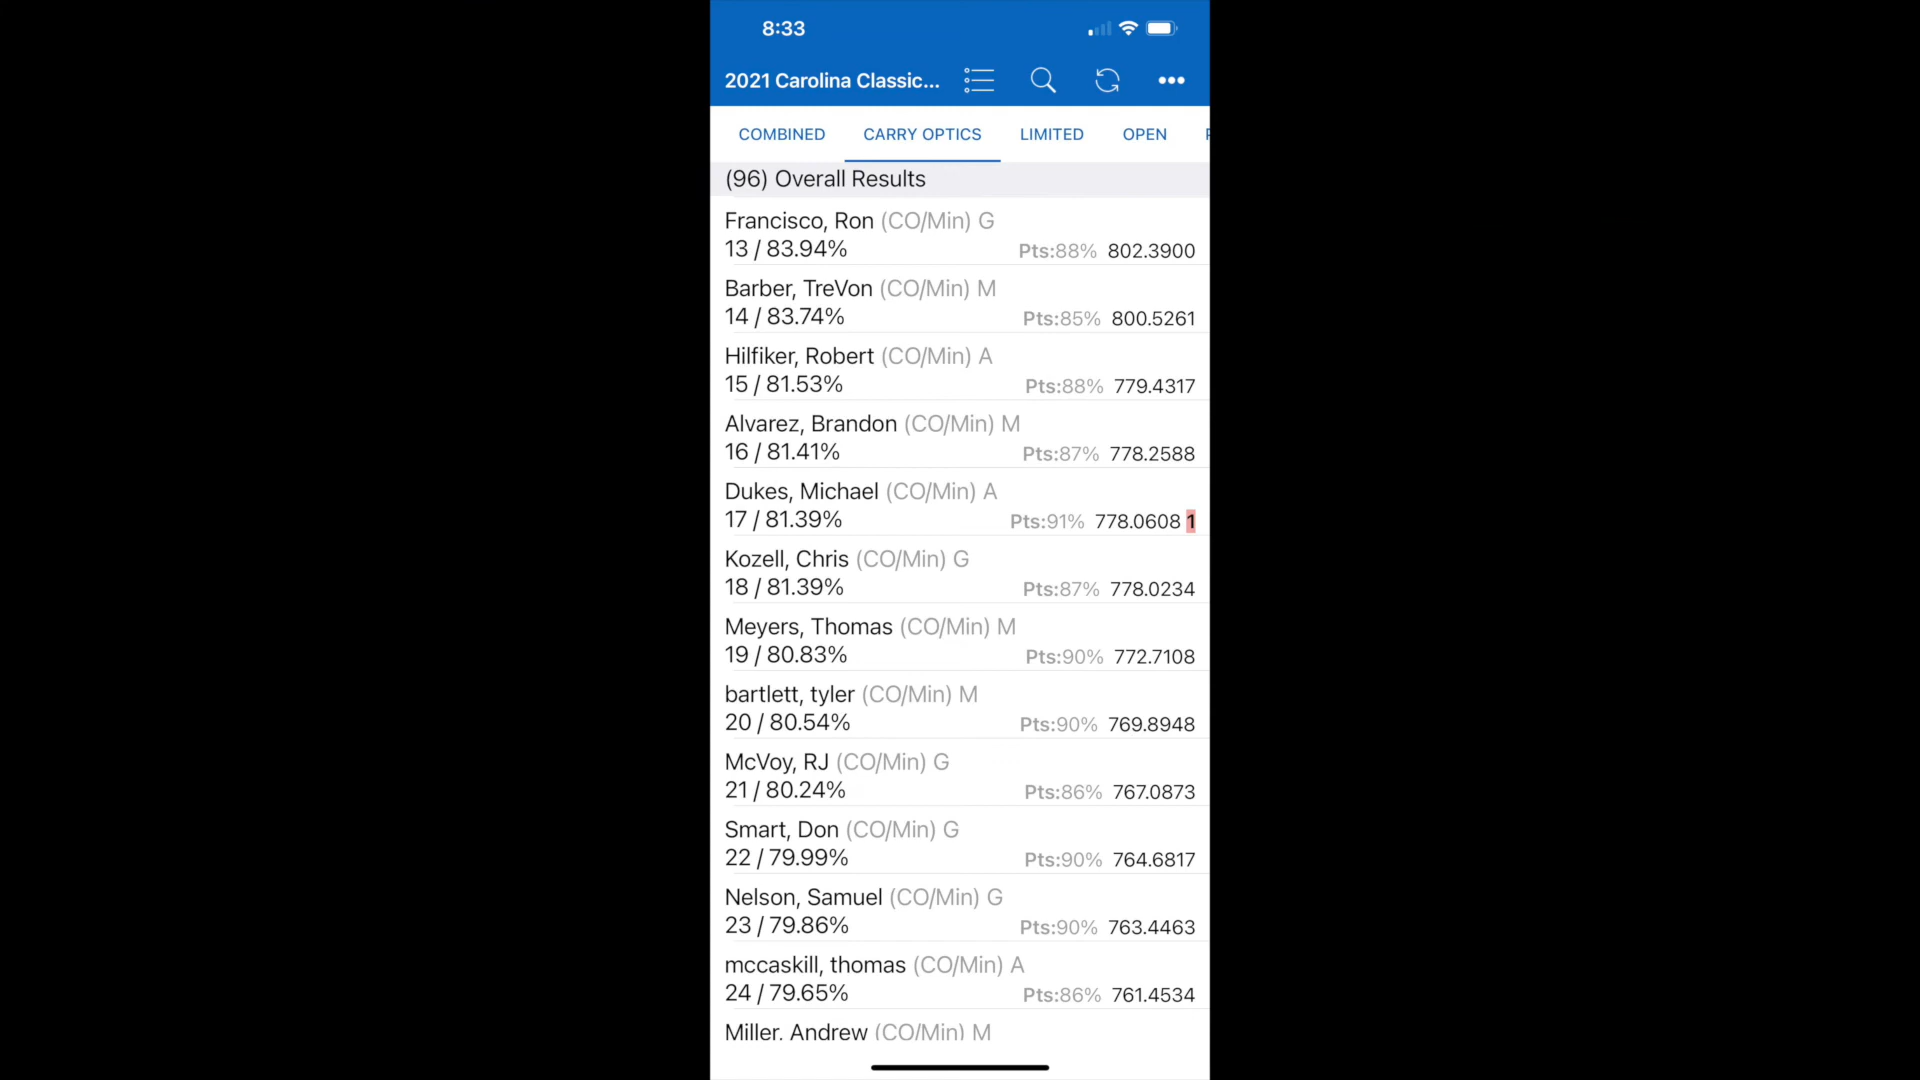 8:33
2021 Carolina Classic...
COMBINED CARRY OPTICS LIMITED OPEN
(96) Overall Results
Francisco, Ron (CO/Min) G
13 / 83.94% Pts:88% 802.3900
Barber, TreVon (CO/Min) M
14 / 83.74% Pts:85% 800.5261
Hilfiker, Robert (CO/Min) A
15 / 81.53% Pts:88% 779.4317
Alvarez, Brandon (CO/Min) M
16 / 81.41% Pts:87% 778.2588
Dukes, Michael (CO/Min) A
17 / 81.39% Pts:91% 778.0608 1
Kozell, Chris (CO/Min) G
18 / 81.39% Pts:87% 778.0234
Meyers, Thomas (CO/Min) M
19 / 80.83% Pts:90% 772.7108
bartlett, tyler (CO/Min) M
20 / 80.54% Pts:90% 769.8948
McVoy, RJ (CO/Min) G
21 / 80.24% Pts:86% 767.0873
Smart, Don (CO/Min) G
22 / 79.99% Pts:90% 764.6817
Nelson, Samuel (CO/Min) G
23 / 79.86% Pts:90% 763.4463
mccaskill, thomas (CO/Min) A
24 / 79.65% Pts:86% 761.4534
Miller, Andrew (CO/Min) M